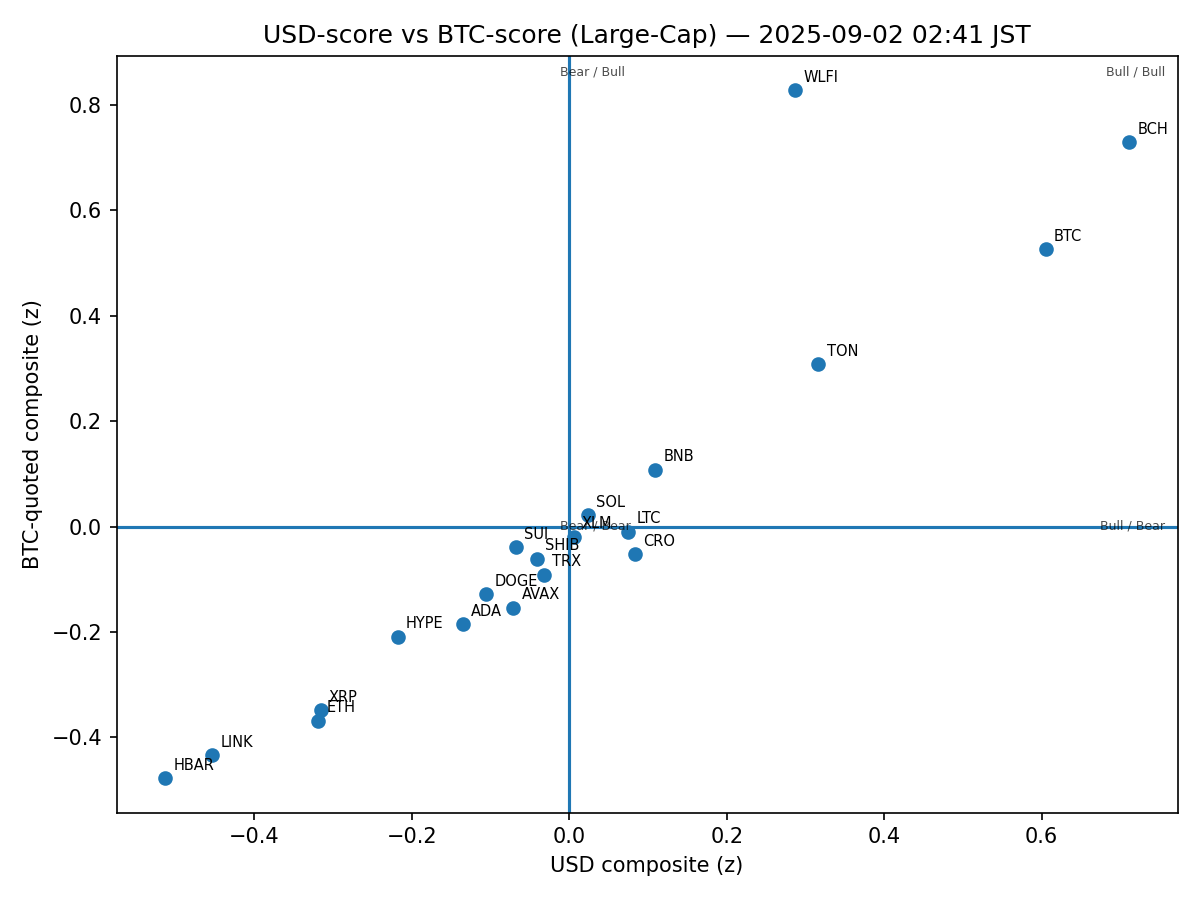 USD-score vs BTC-score (Large-Cap) — 2025-09-02 02:41 JST
Bear / Bull
Bull / Bull
WLFI
BCH
BTC
TON
BNB
SOL
XLM
LTC
Bear / Bear
Bull / Bear
SUI
SHIB
CRO
TRX
DOGE
AVAX
ADA
HYPE
XRP
ETH
LINK
HBAR
0.8
0.6
0.4
0.2
0.0
−0.2
−0.4
BTC-quoted composite (z)
−0.4
−0.2
0.0
0.2
0.4
0.6
USD composite (z)